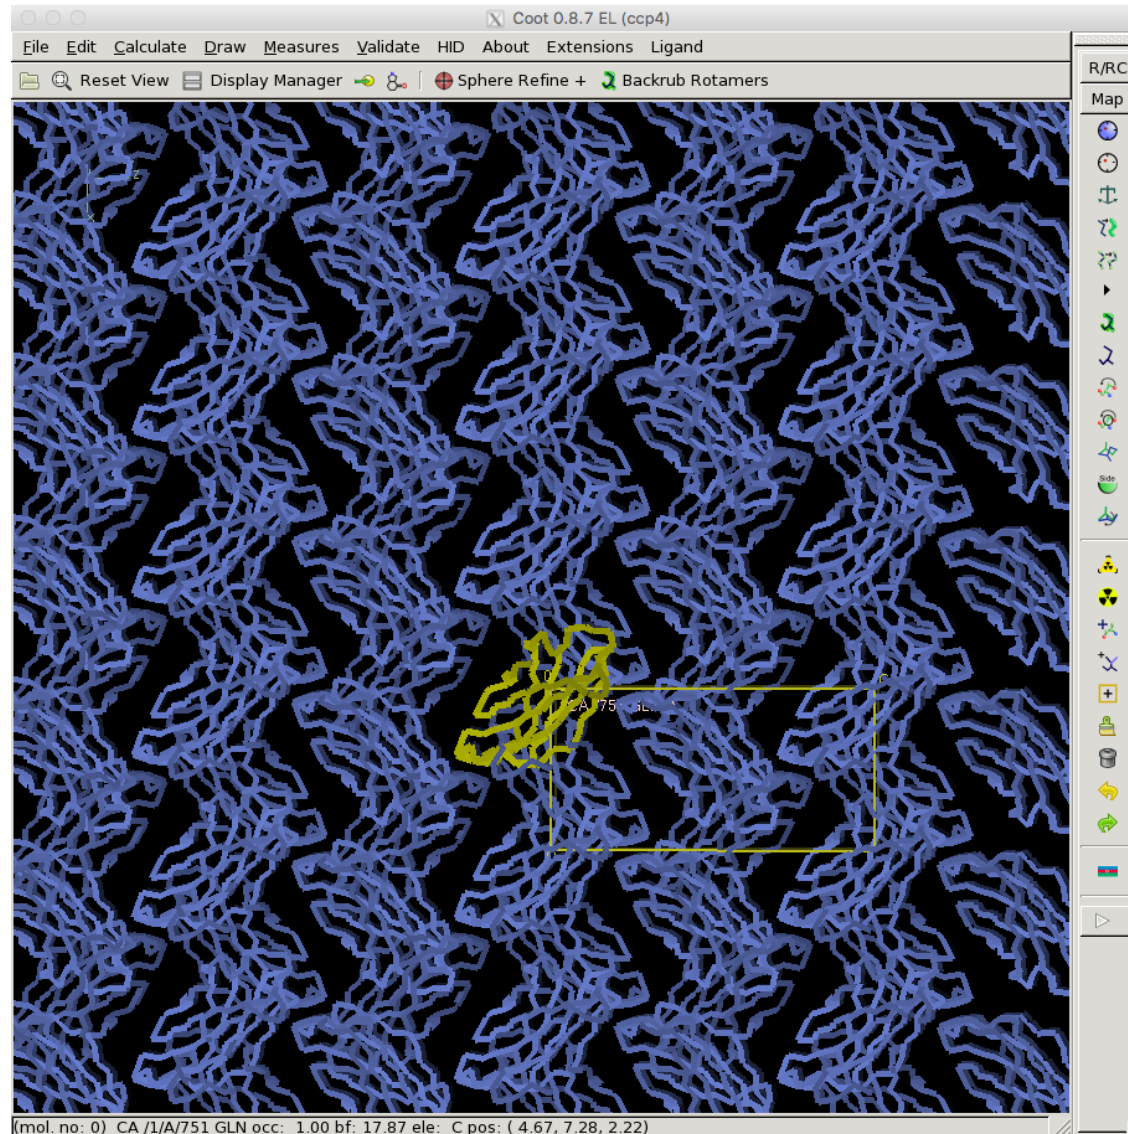 Coot 0.8.7 EL (ccp4)
File Edit Calculate Draw Measures Validate HID About Extensions Ligand
R/RC
Reset View Display Manager Sphere Refine + Backrub Rotamers
Map
Z
X
Side
C
(mol. no: 0) CA /1/A/751 GLN occ: 1.00 bf: 17.87 ele: C pos: ( 4.67, 7.28, 2.22)